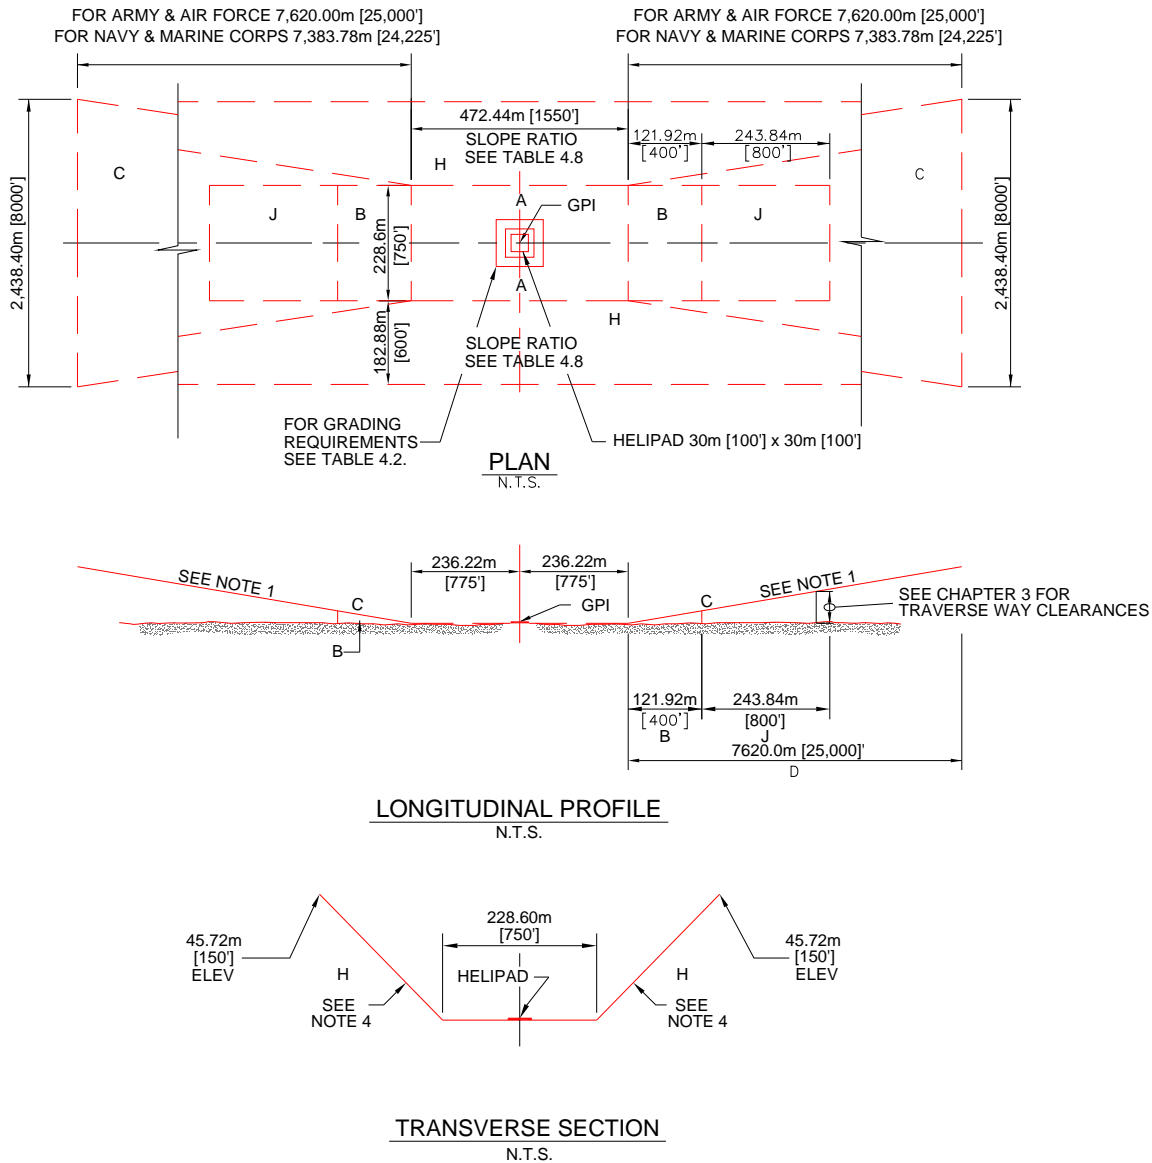 FOR ARMY & AIR FORCE 7,620.00m [25,000']
FOR NAVY & MARINE CORPS 7,383.78m [24,225']
FOR ARMY & AIR FORCE 7,620.00m [25,000']
FOR NAVY & MARINE CORPS 7,383.78m [24,225']
472.44m [1550']
SLOPE RATIO
SEE TABLE 4.8
121.92m
[400']
243.84m
[800']
C
H
C
2,438.40m [8000']
J
B
228.6m
[750']
A
GPI
B
J
2,438.40m [8000']
A
H
182.88m
[600']
SLOPE RATIO
SEE TABLE 4.8
FOR GRADING
REQUIREMENTS
SEE TABLE 4.2.
HELIPAD 30m [100'] x 30m [100']
PLAN
N.T.S.
236.22m
[775']
236.22m
[775']
SEE NOTE 1
SEE NOTE 1
C
GPI
C
SEE CHAPTER 3 FOR
TRAVERSE WAY CLEARANCES
B
121.92m
[400']
B
243.84m
[800']
J
7620.0m [25,000]'
D
LONGITUDINAL PROFILE
N.T.S.
228.60m
[750']
45.72m
[150']
ELEV
45.72m
[150']
ELEV
H
HELIPAD
H
SEE
NOTE 4
SEE
NOTE 4
TRANSVERSE SECTION
N.T.S.